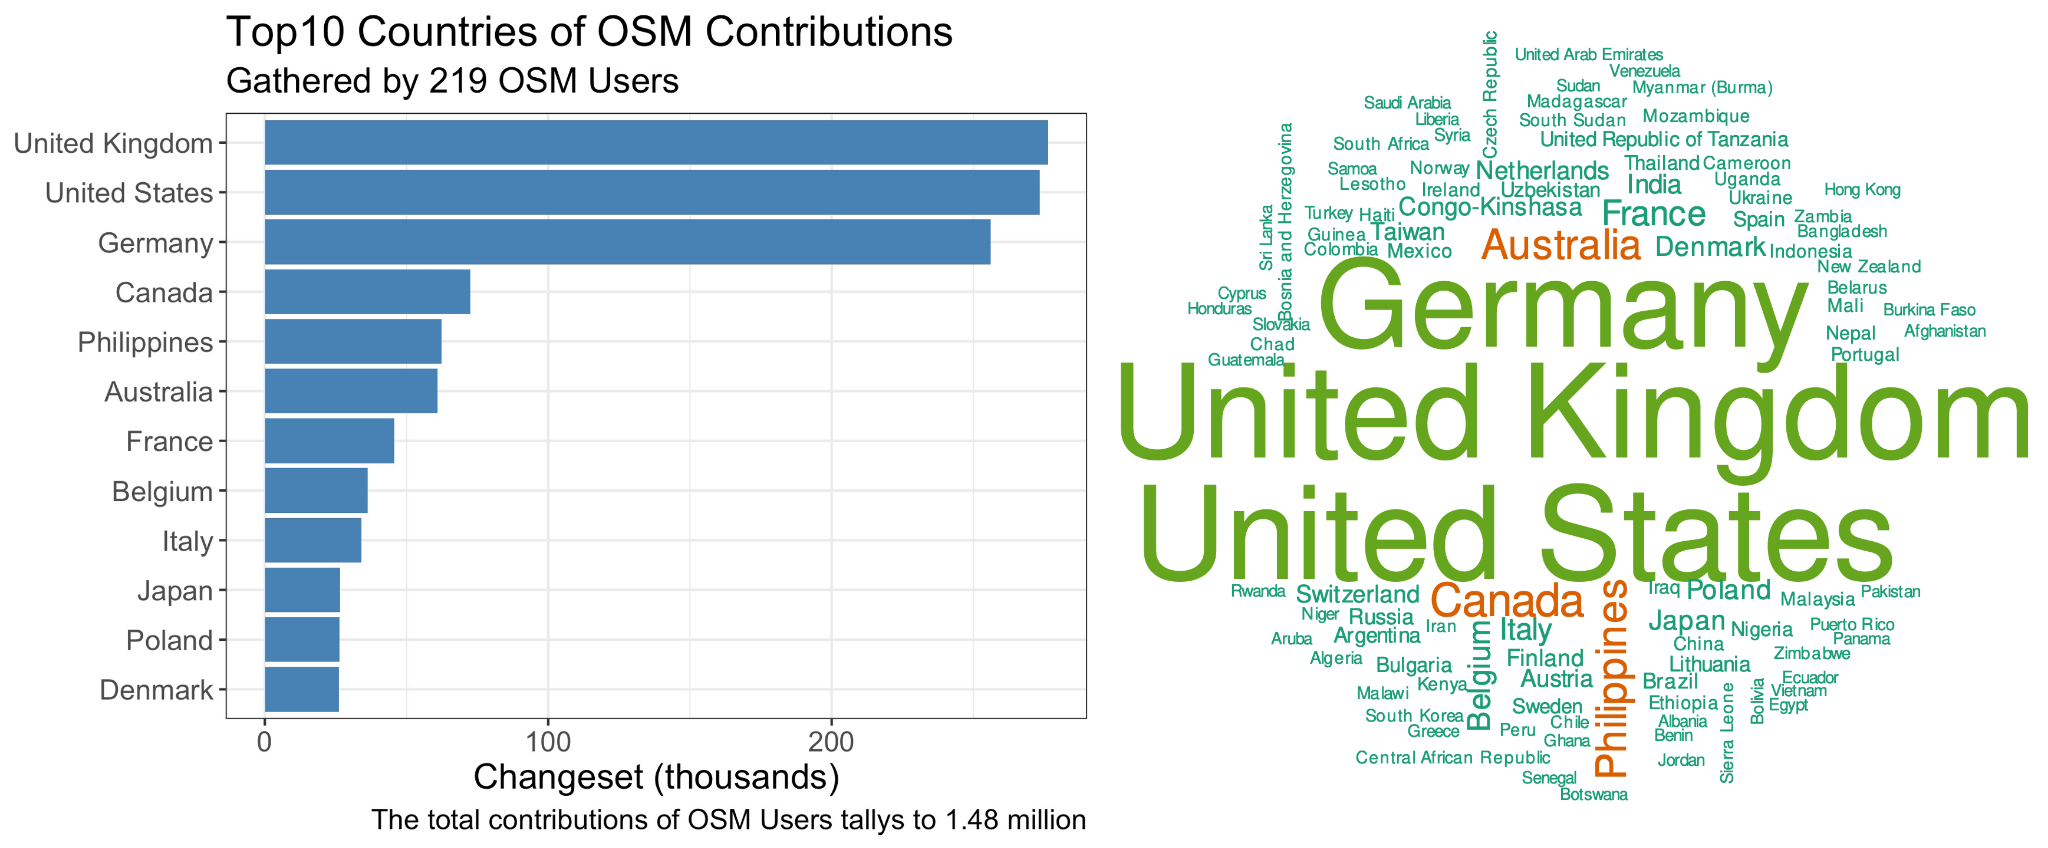 Top10 Countries of OSM Contributions
Gathered by 219 OSM Users
United Kingdom
United States
Germany
Canada
Philippines
Australia
France
Belgium
Italy
Japan
Poland
Denmark
0 100 200
Changeset (thousands)
The total contributions of OSM Users tallys to 1.48 million
Czech Republic
United Arab Emirates
Venezuela
Sudan
Myanmar (Burma)
Saudi Arabia
Madagascar
Liberia
South Sudan
Mozambique
Syria
South Africa
United Republic of Tanzania
Bosnia and Herzegovina
Samoa
Norway
Netherlands
Thailand
Cameroon
Lesotho
Ireland
Uzbekistan
India
Uganda
Hong Kong
Ukraine
Sri Lanka
Turkey
Haiti
Congo-Kinshasa
France
Spain
Zambia
Guinea
Taiwan
Bangladesh
Colombia
Mexico
Australia
Denmark
Indonesia
New Zealand
Cyprus
Honduras
Slovakia
Chad
Guatemala
Germany
Belarus
Mali
Burkina Faso
Nepal
Afghanistan
Portugal
United Kingdom
United States
Rwanda
Switzerland
Canada
Philippines
Iraq
Poland
Malaysia
Pakistan
Niger
Russia
Iran
Italy
Japan
Nigeria
Puerto Rico
Aruba
Argentina
Belgium
China
Panama
Algeria
Bulgaria
Finland
Lithuania
Zimbabwe
Kenya
Austria
Brazil
Ecuador
Malawi
Vietnam
Sweden
Ethiopia
Sierra Leone
Bolivia
Egypt
South Korea
Chile
Albania
Greece
Peru
Ghana
Benin
Central African Republic
Jordan
Senegal
Botswana